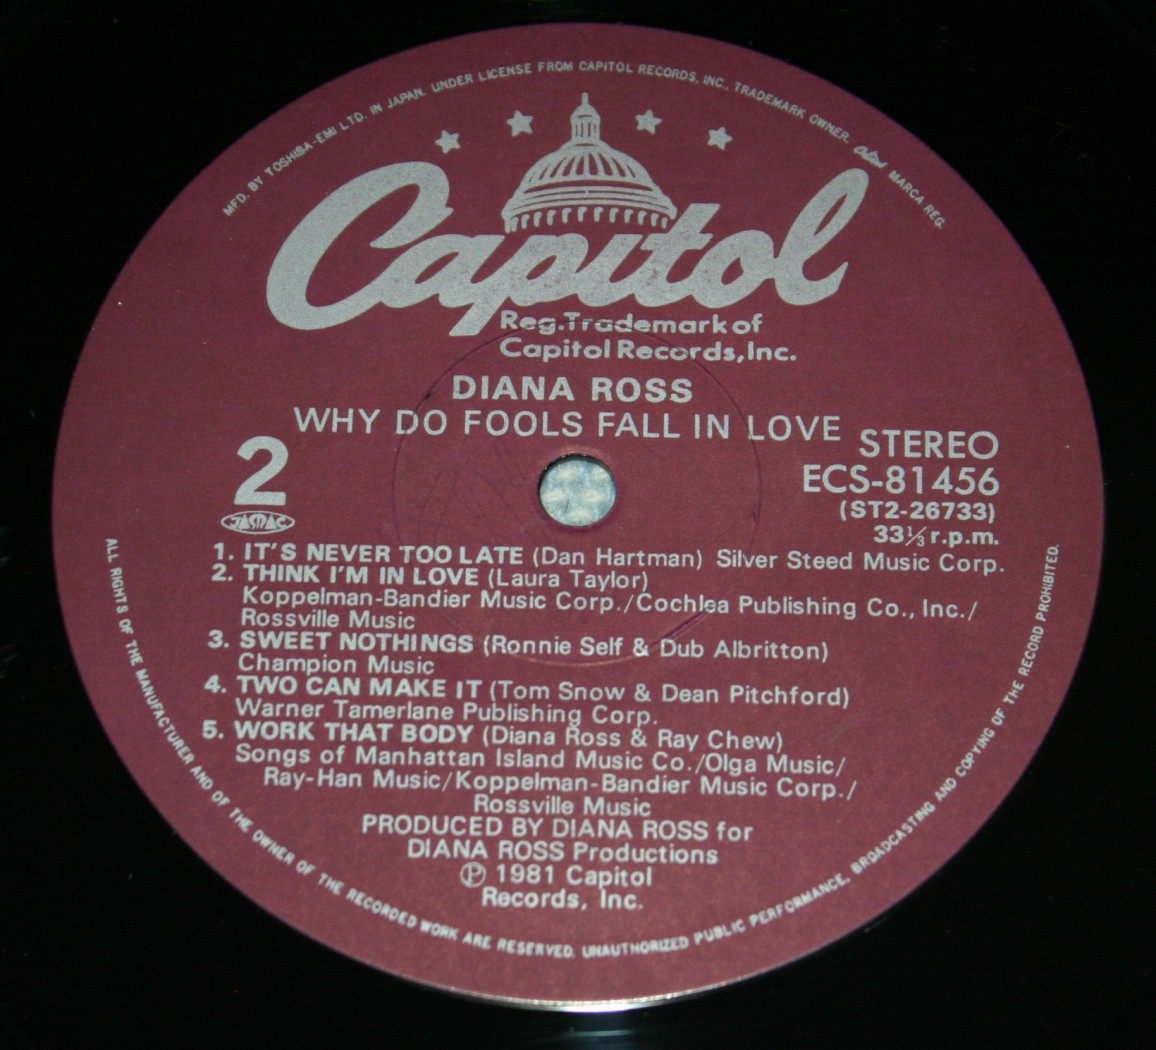 MFD. BY TOSHIBA-EMI LTD. IN JAPAN. UNDER LICENSE FROM CAPITOL RECORDS, INC., TRADEMARK OWNER. Capitol MARCA REG.
Capitol
Reg.Trademark of
Capitol Records,Inc.
DIANA ROSS
WHY DO FOOLS FALL IN LOVE
STEREO
2
ECS-81456
(ST2-26733)
JASRAC
33⅓r.p.m.
1. IT'S NEVER TOO LATE (Dan Hartman) Silver Steed Music Corp.
2. THINK I'M IN LOVE (Laura Taylor)
Koppelman-Bandier Music Corp./Cochlea Publishing Co., Inc./
Rossville Music
3. SWEET NOTHINGS (Ronnie Self & Dub Albritton)
Champion Music
4. TWO CAN MAKE IT (Tom Snow & Dean Pitchford)
Warner Tamerlane Publishing Corp.
5. WORK THAT BODY (Diana Ross & Ray Chew)
Songs of Manhattan Island Music Co./Olga Music/
Ray-Han Music/Koppelman-Bandier Music Corp./
Rossville Music
PRODUCED BY DIANA ROSS for
DIANA ROSS Productions
℗ 1981 Capitol
Records, Inc.
ALL RIGHTS OF THE MANUFACTURER AND OF THE OWNER OF THE RECORDED WORK ARE RESERVED. UNAUTHORIZED PUBLIC PERFORMANCE, BROADCASTING AND COPYING OF THE RECORD PROHIBITED.